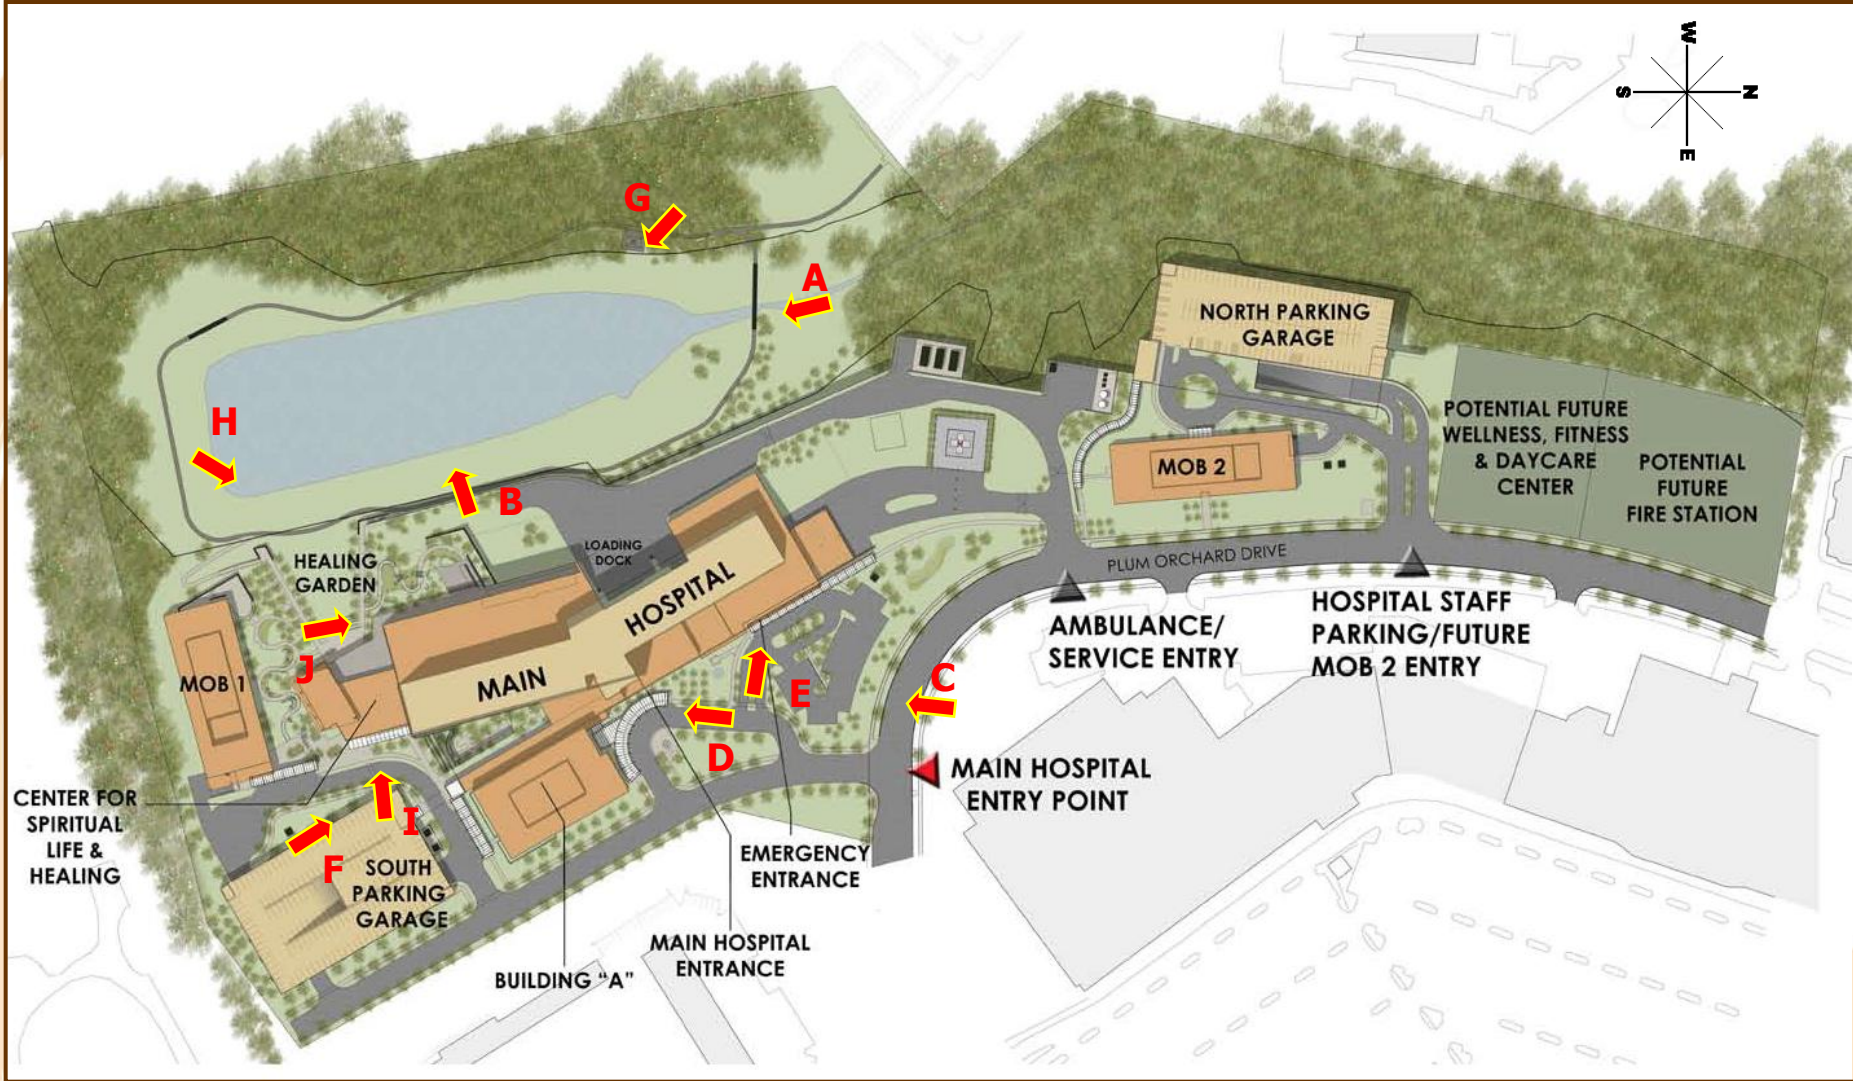 W
S
N
E
G
A
NORTH PARKING
GARAGE
H
B
POTENTIAL FUTURE
WELLNESS, FITNESS
& DAYCARE
CENTER
POTENTIAL
FUTURE
FIRE STATION
MOB 2
LOADING
DOCK
HEALING
GARDEN
PLUM ORCHARD DRIVE
HOSPITAL
MAIN
AMBULANCE/
SERVICE ENTRY
HOSPITAL STAFF
PARKING/FUTURE
MOB 2 ENTRY
J
MOB 1
E
C
D
MAIN HOSPITAL
ENTRY POINT
CENTER FOR
SPIRITUAL
LIFE &
HEALING
I
F
SOUTH
PARKING
GARAGE
EMERGENCY
ENTRANCE
MAIN HOSPITAL
ENTRANCE
BUILDING “A”